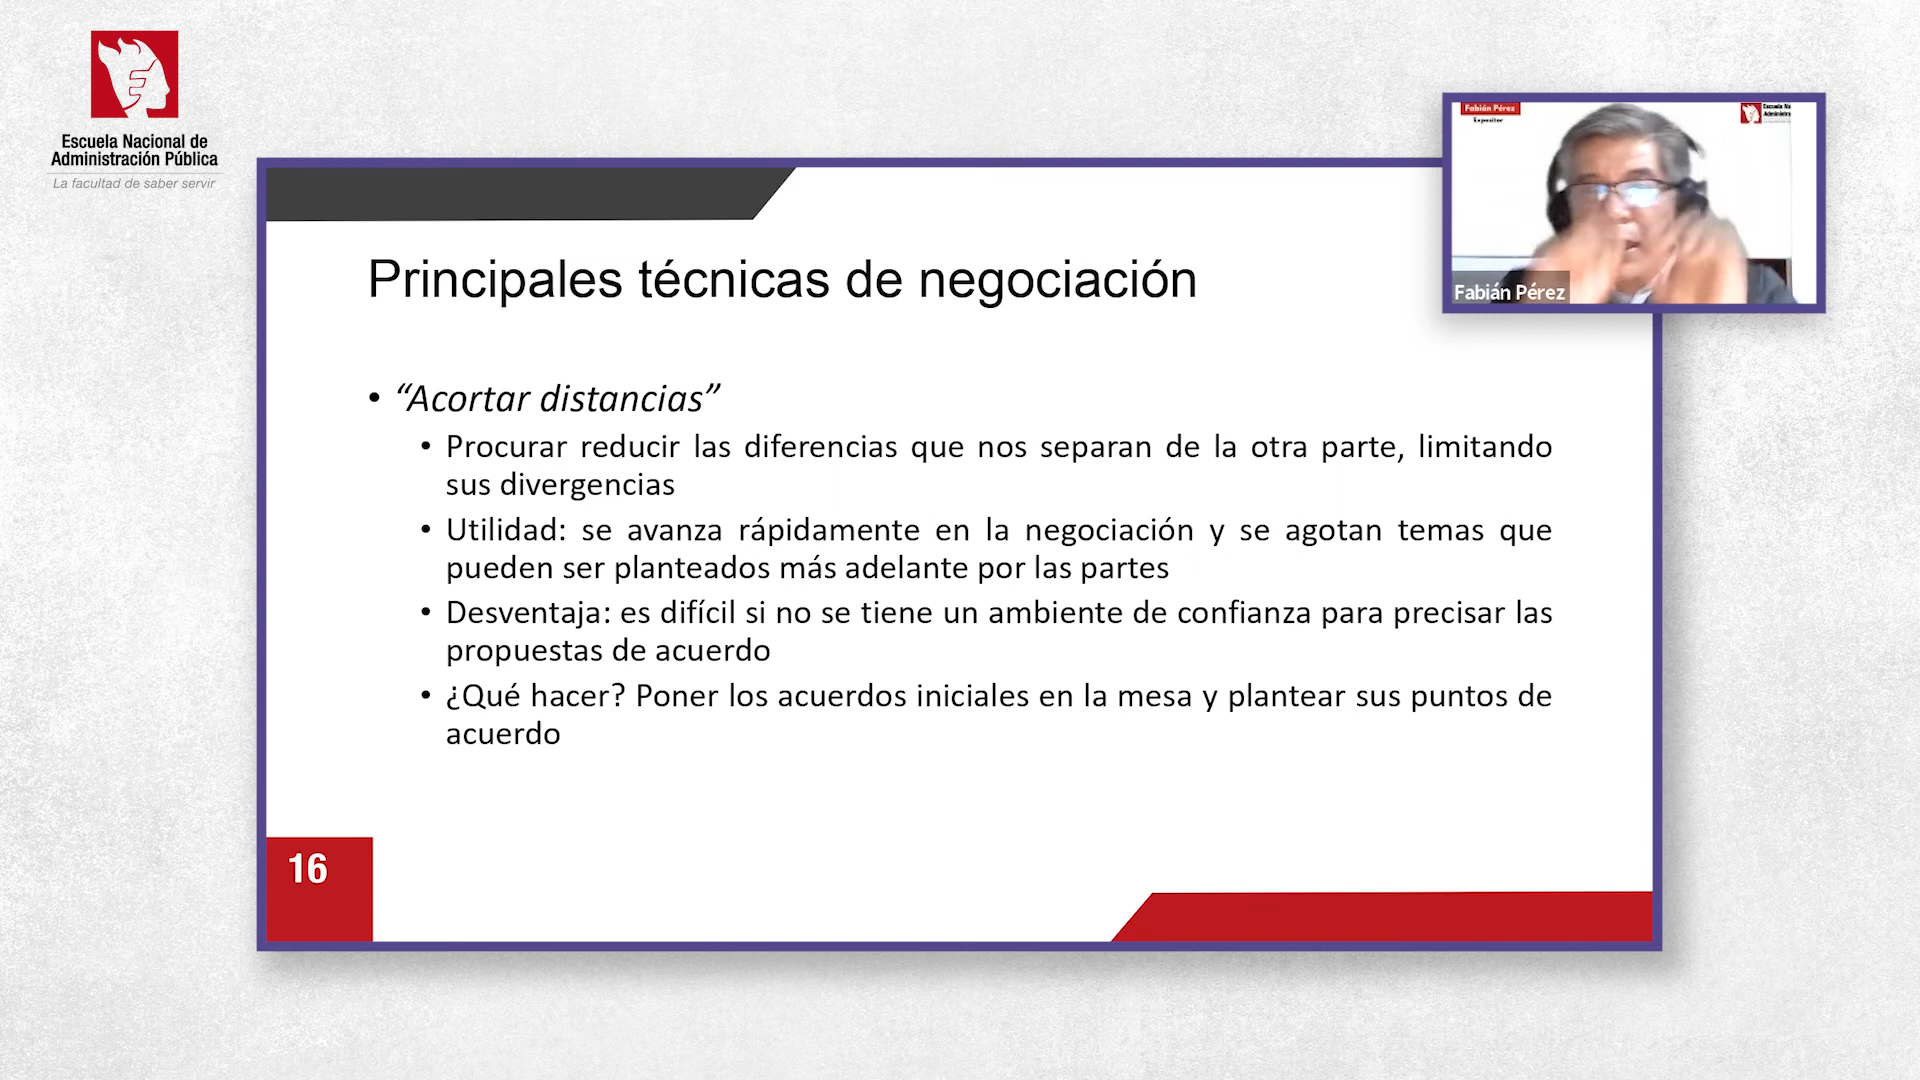 Escuela Nacional de
Administración Pública
La facultad de saber servir
Fabián Pérez
Expositor
Fabián Pérez
Principales técnicas de negociación
• “Acortar distancias”
• Procurar reducir las diferencias que nos separan de la otra parte, limitando
sus divergencias
• Utilidad: se avanza rápidamente en la negociación y se agotan temas que
pueden ser planteados más adelante por las partes
• Desventaja: es difícil si no se tiene un ambiente de confianza para precisar las
propuestas de acuerdo
• ¿Qué hacer? Poner los acuerdos iniciales en la mesa y plantear sus puntos de
acuerdo
16